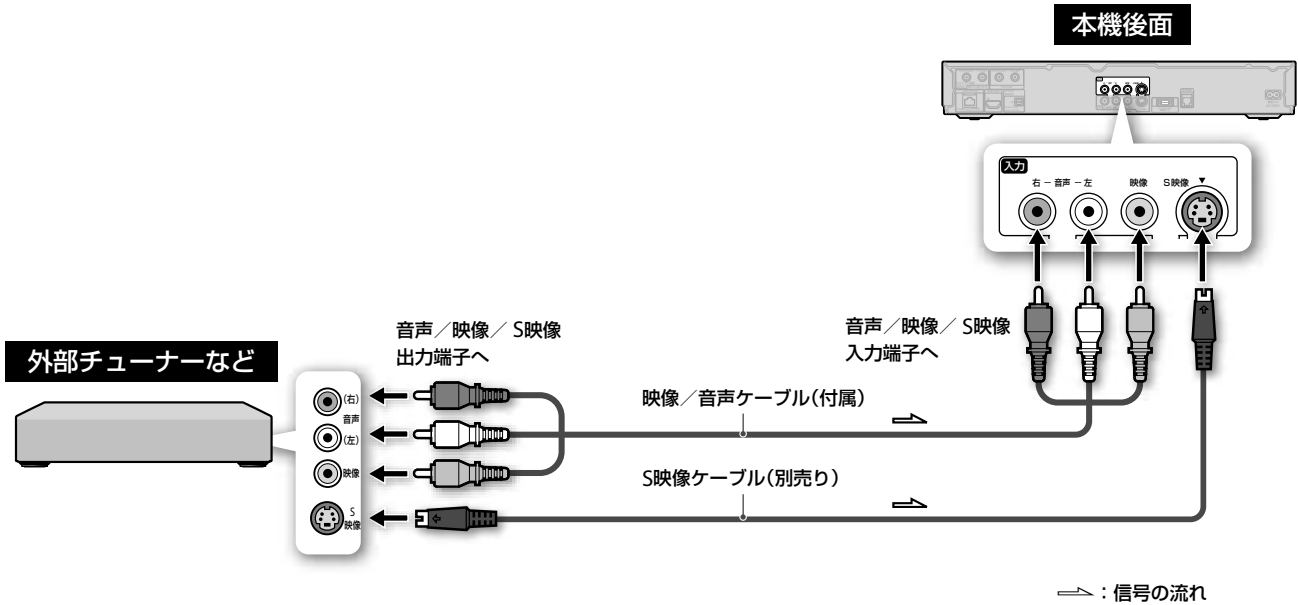 本機後面
入力
右 － 音声 － 左 映像 S映像
音声／映像／S映像
出力端子へ
音声／映像／S映像
入力端子へ
外部チューナーなど
(右)
音声
(左)
映像
S
映像
映像／音声ケーブル(付属)
S映像ケーブル(別売り)
：信号の流れ